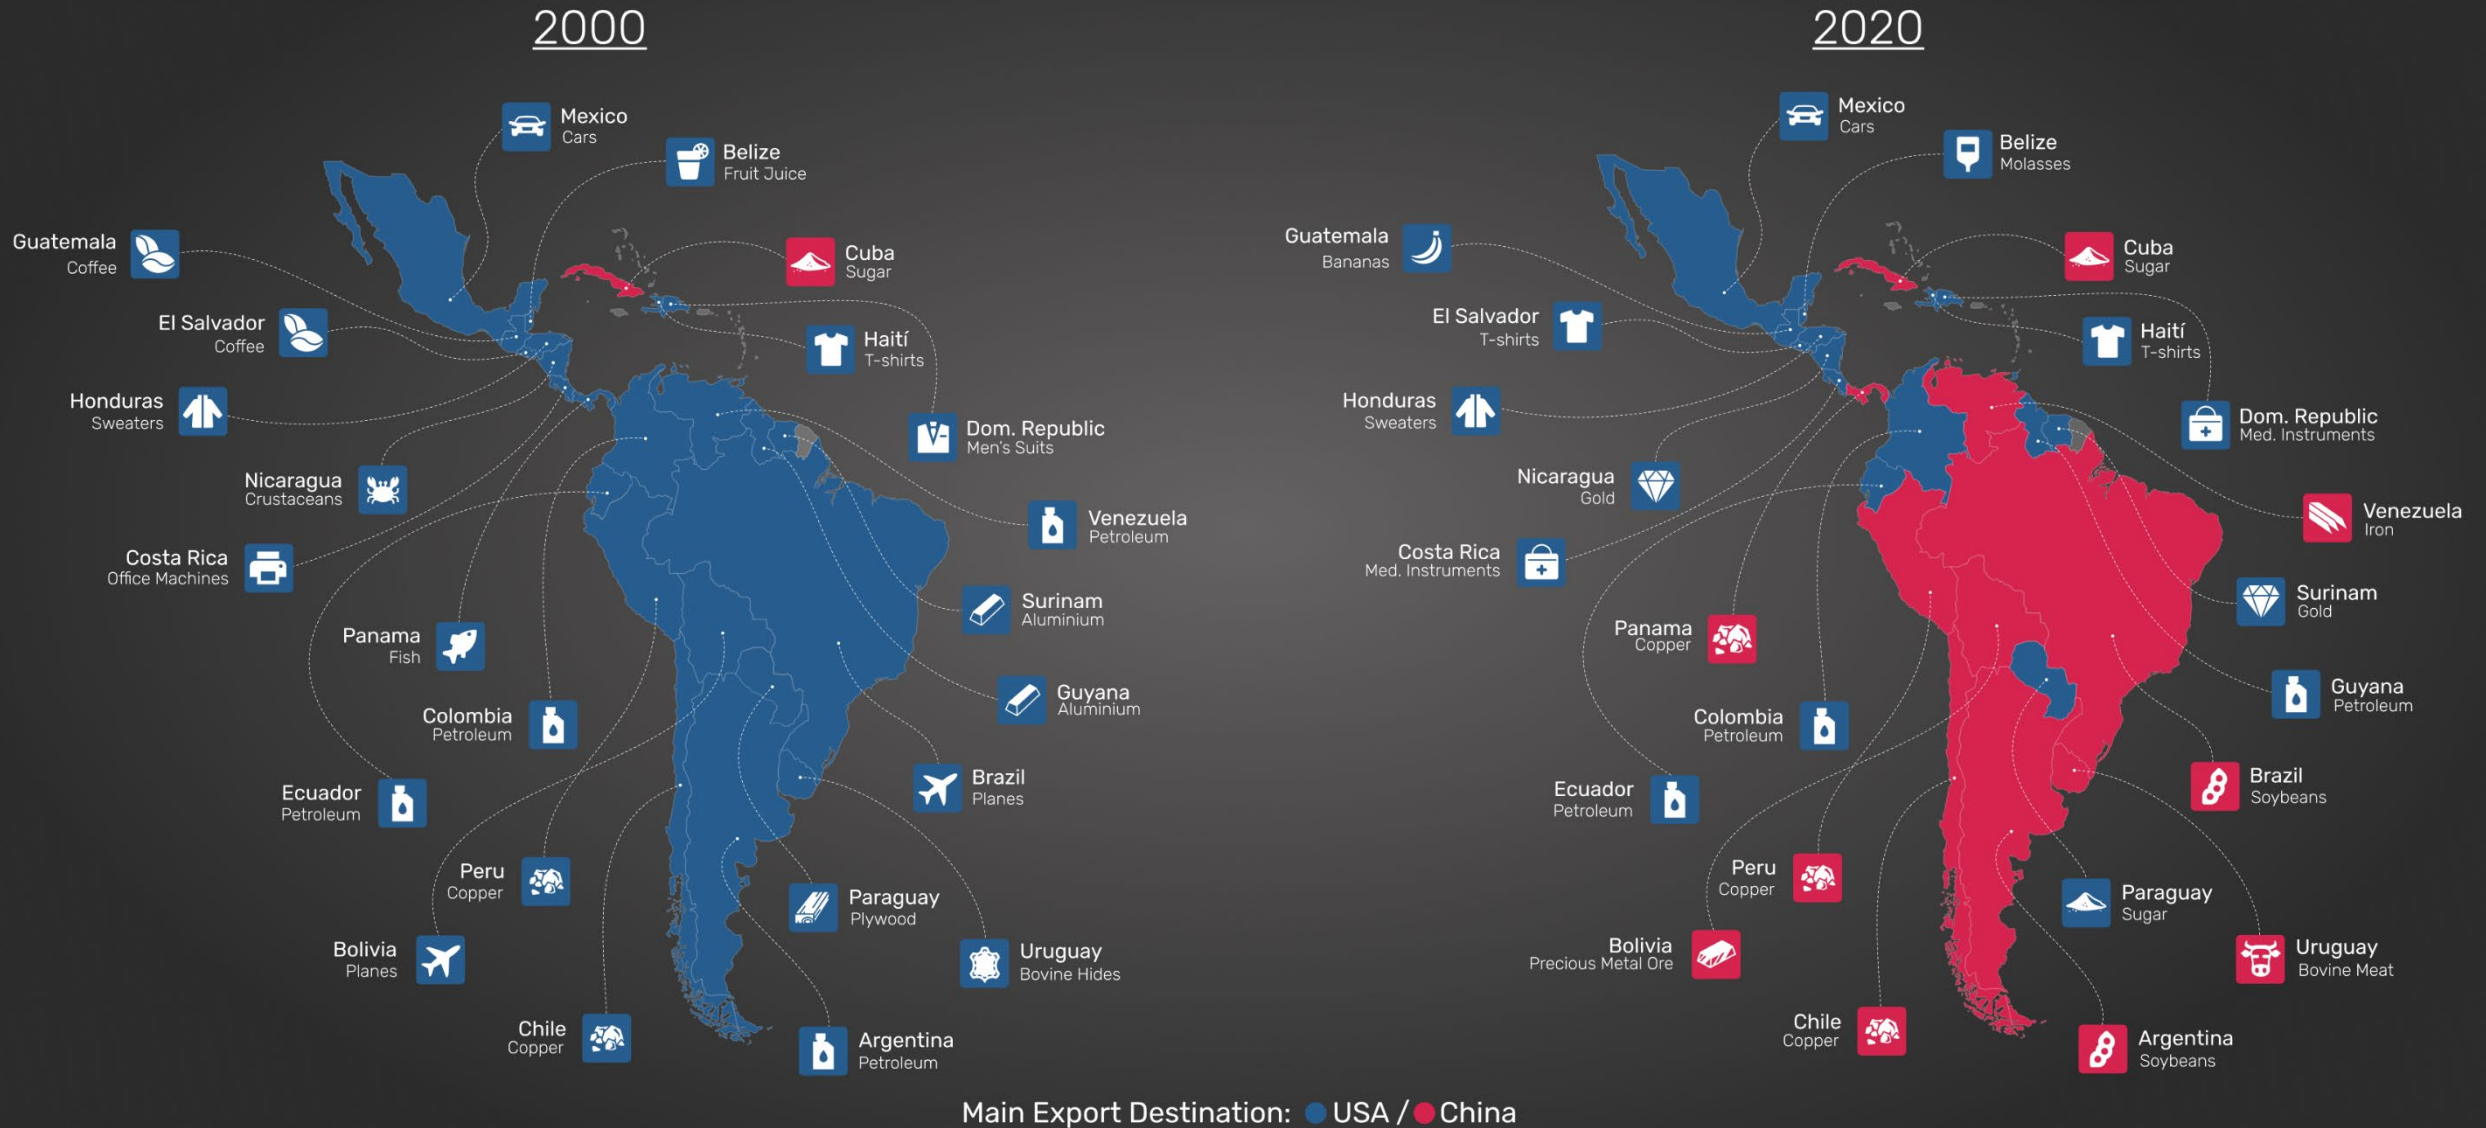 2000
Mexico
Cars
Belize
Fruit Juice
Guatemala
Coffee
Cuba
Sugar
El Salvador
Coffee
Haití
T-shirts
Honduras
Sweaters
Dom. Republic
Men's Suits
Nicaragua
Crustaceans
Venezuela
Petroleum
Costa Rica
Office Machines
Surinam
Aluminium
Panama
Fish
Guyana
Aluminium
Colombia
Petroleum
Brazil
Planes
Ecuador
Petroleum
Peru
Copper
Paraguay
Plywood
Bolivia
Planes
Uruguay
Bovine Hides
Chile
Copper
Argentina
Petroleum
2020
Mexico
Cars
Belize
Molasses
Guatemala
Bananas
Cuba
Sugar
El Salvador
T-shirts
Haití
T-shirts
Honduras
Sweaters
Dom. Republic
Med. Instruments
Nicaragua
Gold
Venezuela
Iron
Costa Rica
Med. Instruments
Surinam
Gold
Panama
Copper
Guyana
Petroleum
Colombia
Petroleum
Brazil
Soybeans
Ecuador
Petroleum
Peru
Copper
Paraguay
Sugar
Bolivia
Precious Metal Ore
Uruguay
Bovine Meat
Chile
Copper
Argentina
Soybeans
Main Export Destination: USA / China